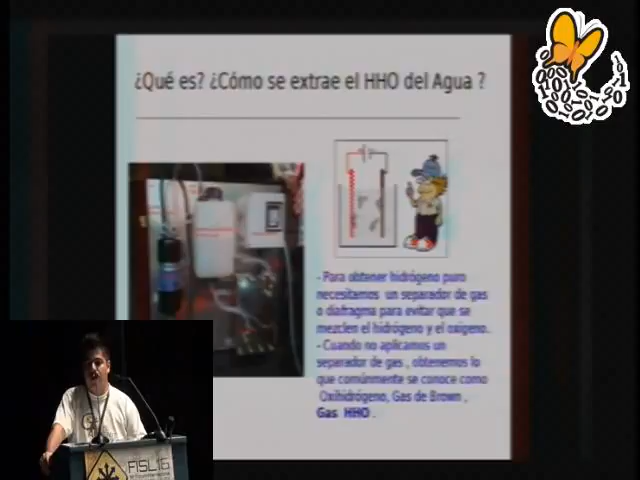 ¿Qué es? ¿Cómo se extrae el HHO del Agua ?
- Para obtener hidrógeno puro
necesitamos un separador de gas
o diafragma para evitar que se
mezclen el hidrógeno y el oxígeno.
- Cuando no aplicamos un
separador de gas , obtenemos lo
que comúnmente se conoce como
Oxihidrógeno, Gas de Brown ,
Gas HHO .
FISL16